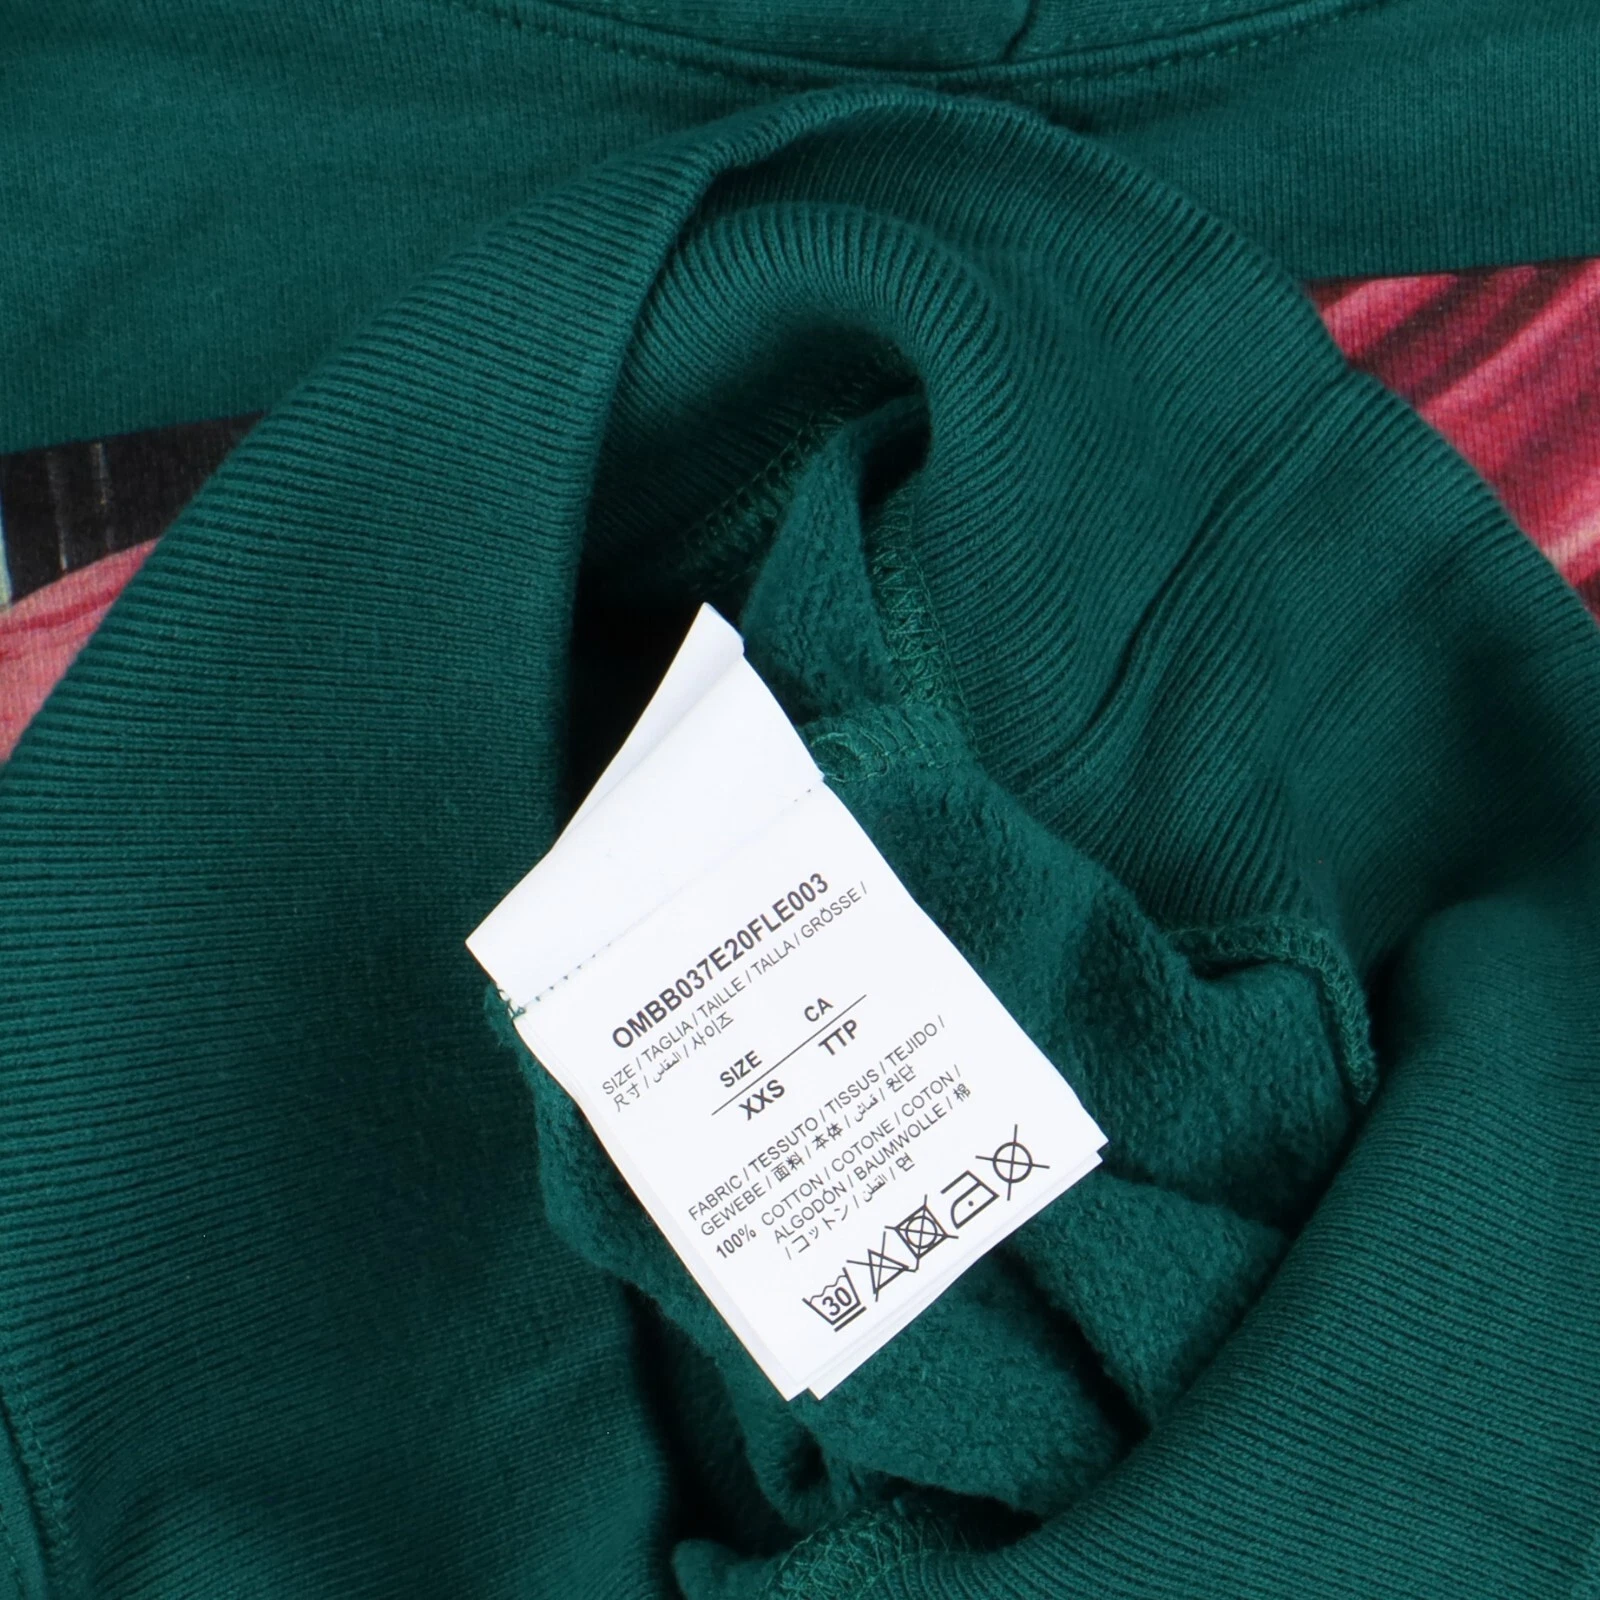 OMBB037E20FLE003
SIZE / TAGLIA / TAILLE / TALLA / GRÖSSE /
尺寸 / المقاس / 사이즈
SIZE CA
XXS TTP
FABRIC / TESSUTO / TISSUS / TEJIDO /
GEWEBE / 面料 / 本体 / قماش / 원단
100% COTTON / COTONE / COTON /
ALGODÓN / BAUMWOLLE / 棉
/ コットン / القطن / 면
30